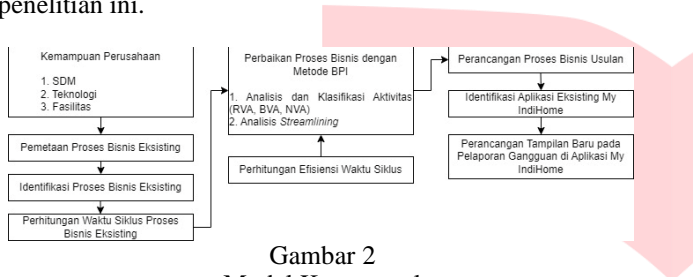 penelitian ini.
Kemampuan Perusahaan
1. SDM
2. Teknologi
3. Fasilitas
Pemetaan Proses Bisnis Eksisting
Identifikasi Proses Bisnis Eksisting
Perhitungan Waktu Siklus Proses
Bisnis Eksisting
Perbaikan Proses Bisnis dengan
Metode BPI
1. Analisis dan Klasifikasi Aktivitas
(RVA, BVA, NVA)
2. Analisis Streamlining
Perhitungan Efisiensi Waktu Siklus
Perancangan Proses Bisnis Usulan
Identifikasi Aplikasi Eksisting My
IndiHome
Perancangan Tampilan Baru pada
Pelaporan Gangguan di Aplikasi My
IndiHome
Gambar 2